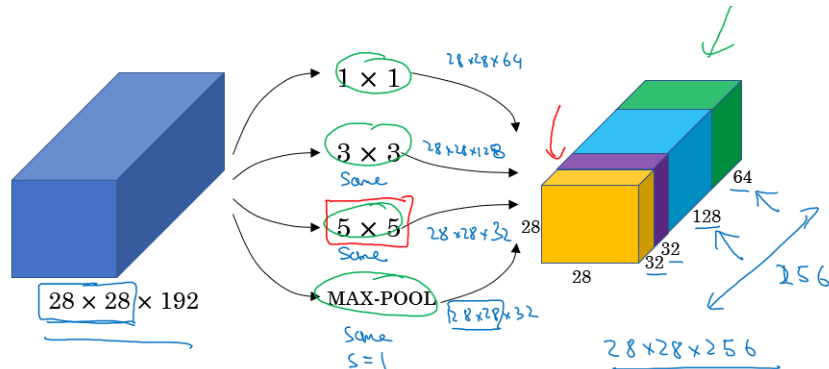 28 × 28 × 192
1 × 1
28×28×64
3 × 3
same
28×28×128
5 × 5
same
28×28×32
MAX-POOL
same
s=1
28×28×32
28
28
32
32
128
64
256
28×28×256